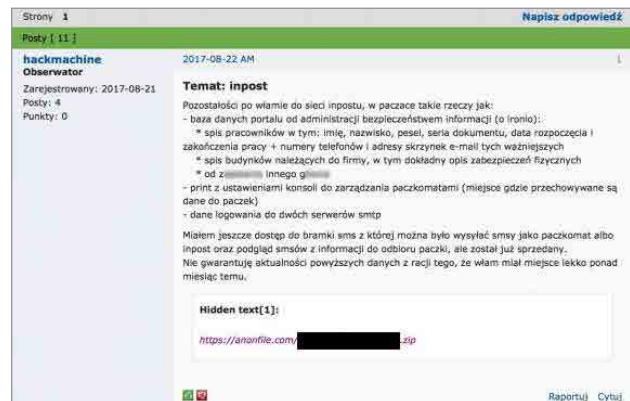 Strony 1
Napisz odpowiedź
Posty [ 11 ]
hackmachine
Obserwator
Zarejestrowany: 2017-08-21
Posty: 4
Punkty: 0
2017-08-22 AM
1
Temat: inpost
Pozostałości po włamie do sieci inpostu, w paczace takie rzeczy jak:
- baza danych portalu od administracji bezpieczeństwem informacji (o ironio):
* spis pracowników w tym: imię, nazwisko, pesel, seria dokumentu, data rozpoczęcia i
zakończenia pracy + numery telefonów i adresy skrzynek e-mail tych ważniejszych
* spis budynków należących do firmy, w tym dokładny opis zabezpieczeń fizycznych
* od innego
- print z ustawieniami konsoli do zarządzania paczkomatami (miejsce gdzie przechowywane są
dane do paczek)
- dane logowania do dwóch serwerów smtp
Miałem jeszcze dostęp do bramki sms z której można było wysyłać smsy jako paczkomat albo
inpost oraz podgląd smsów z informacji do odbioru paczki, ale został już sprzedany.
Nie gwarantuję aktualności powyższych danych z racji tego, że włam miał miejsce lekko ponad
miesiąc temu.
Hidden text[1]:
https://anonfile.com/ .zip
Raportuj Cytuj